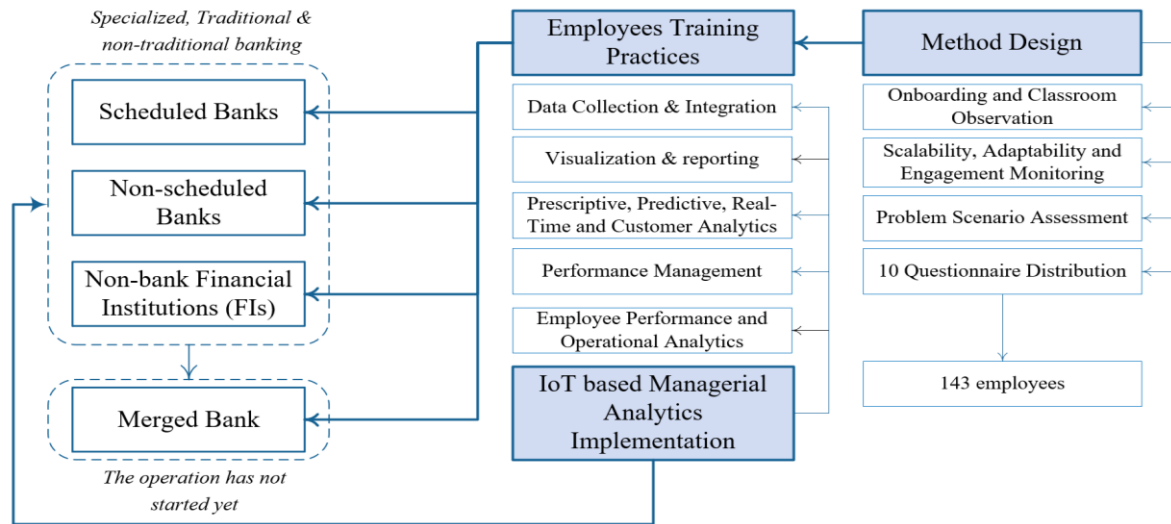 Specialized, Traditional &
non-traditional banking
Scheduled Banks
Non-scheduled
Banks
Non-bank Financial
Institutions (FIs)
Merged Bank
The operation has not
started yet
Employees Training
Practices
Data Collection & Integration
Visualization & reporting
Prescriptive, Predictive, Real-
Time and Customer Analytics
Performance Management
Employee Performance and
Operational Analytics
IoT based Managerial
Analytics
Implementation
Method Design
Onboarding and Classroom
Observation
Scalability, Adaptability and
Engagement Monitoring
Problem Scenario Assessment
10 Questionnaire Distribution
143 employees